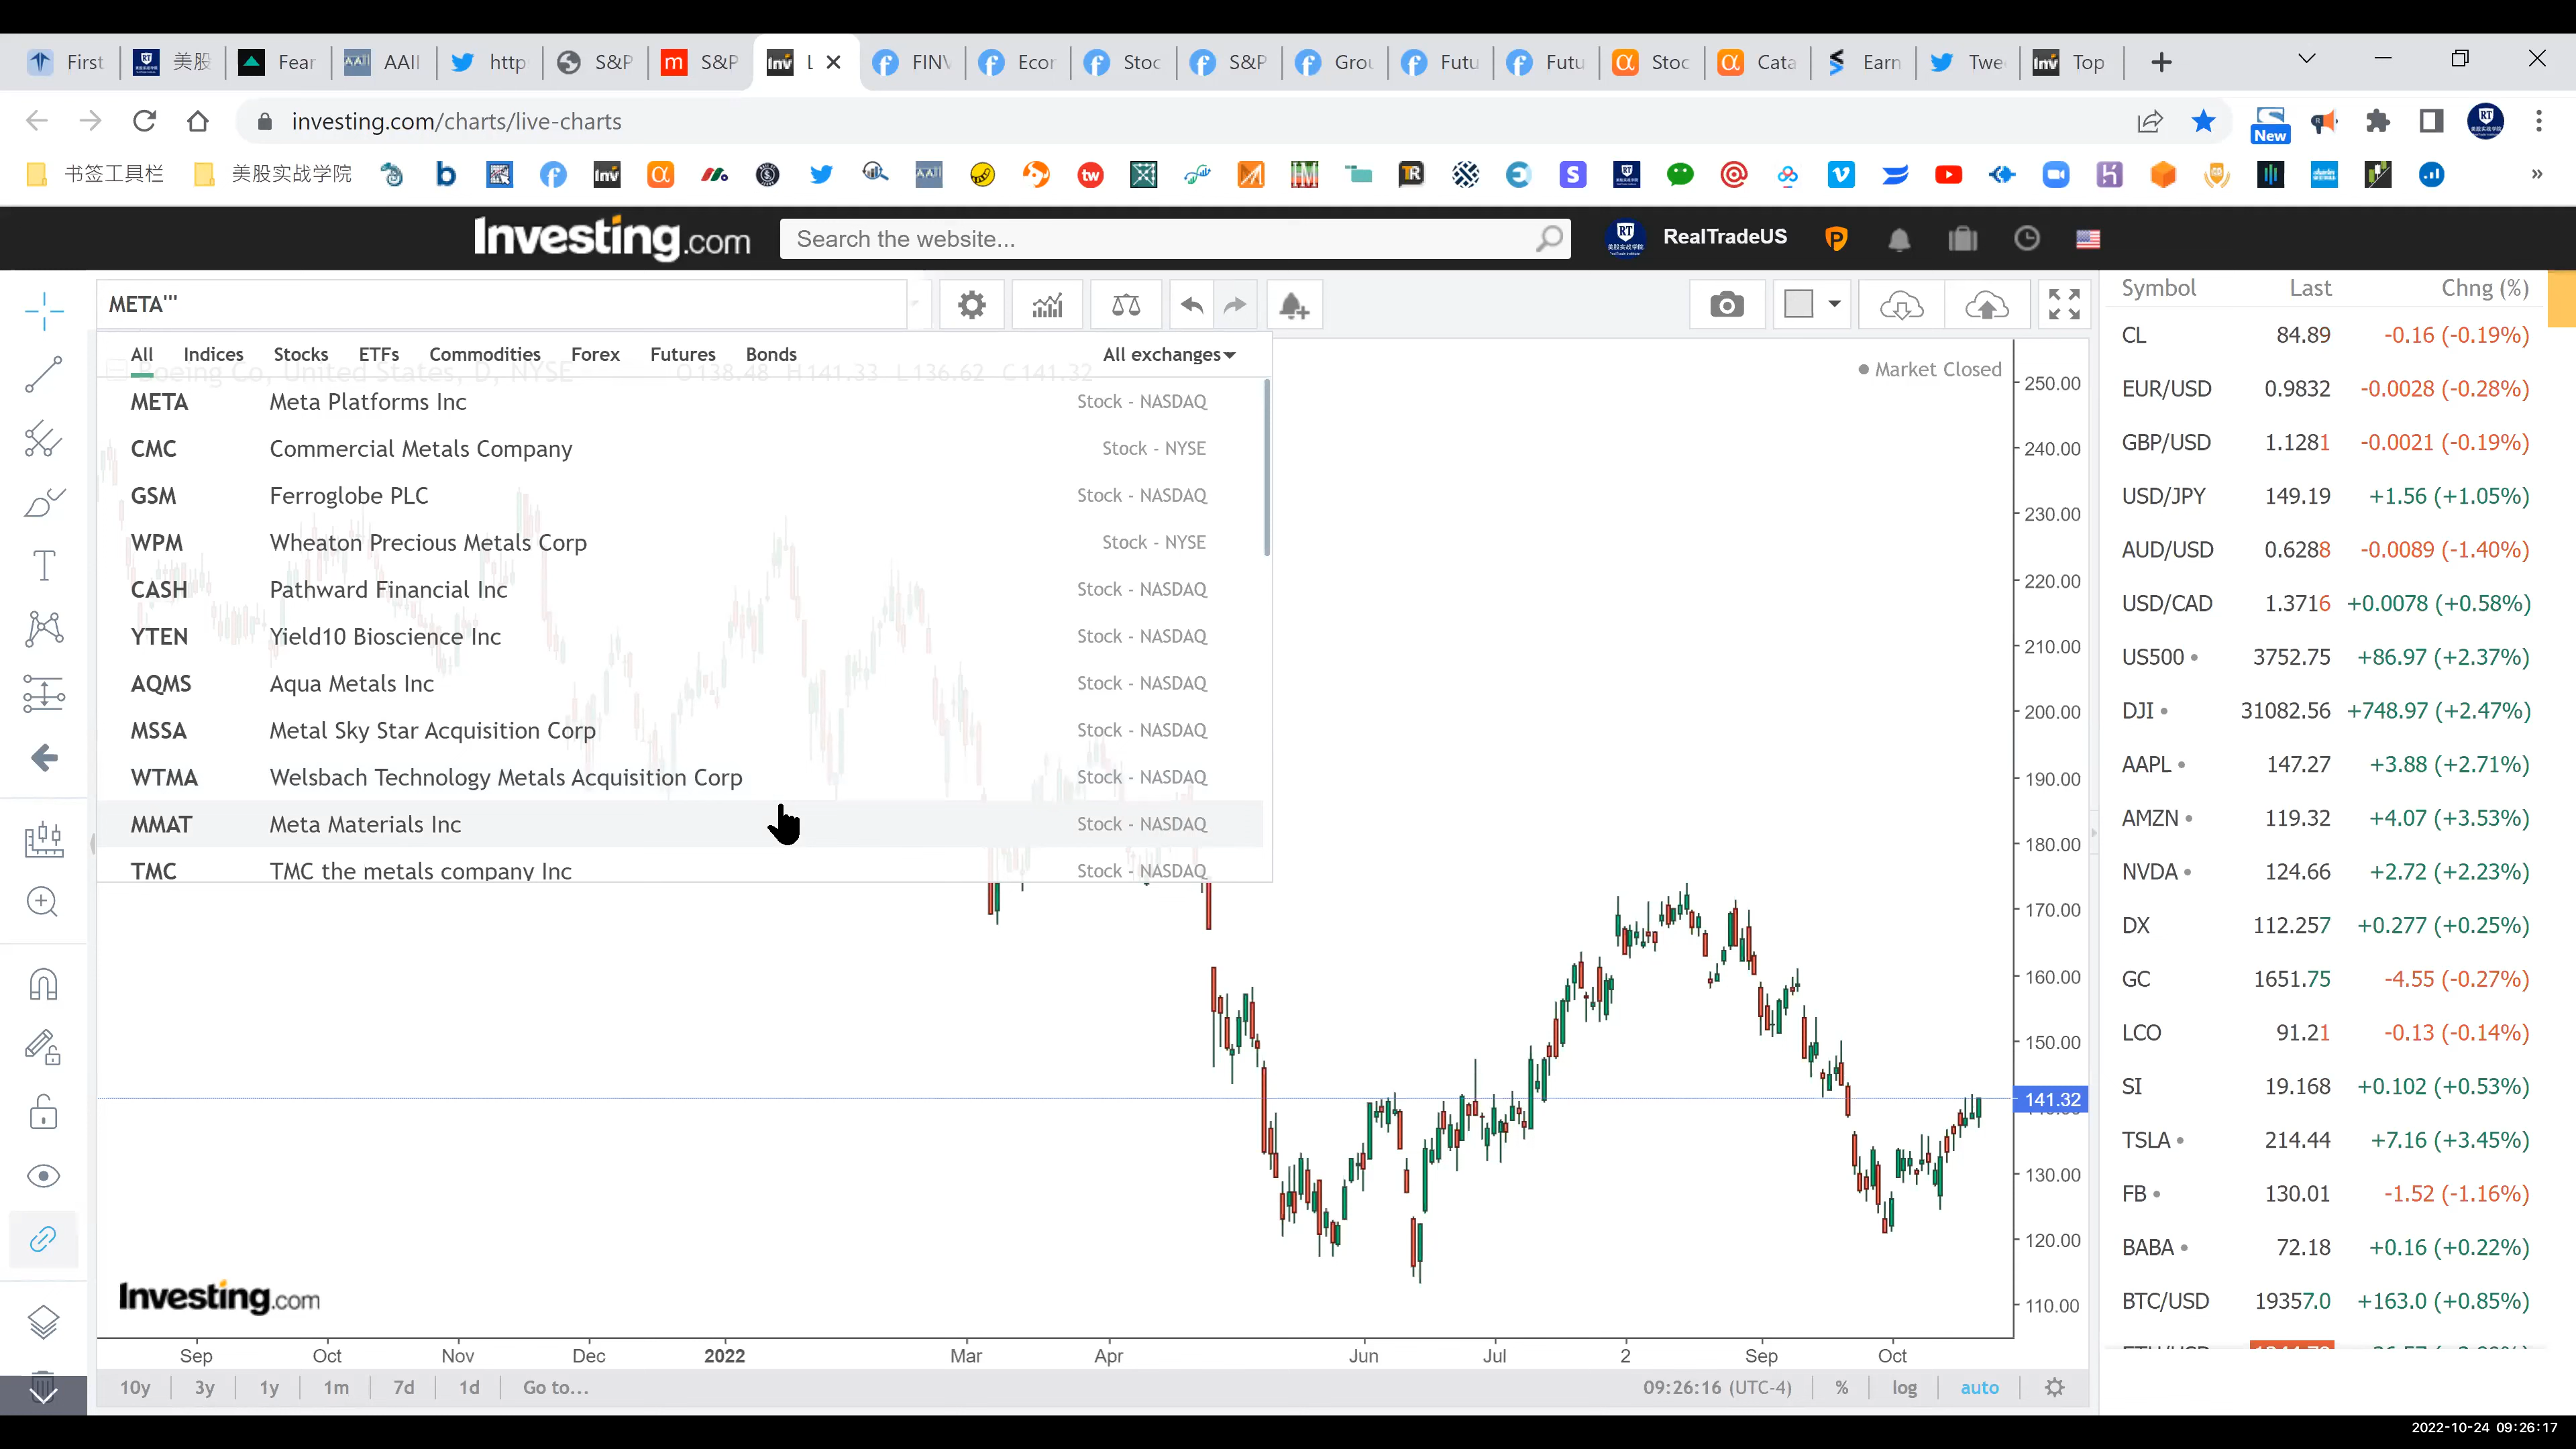 First
美股
Fear
AAII
http
S&P
S&P
L
FINV
Ecor
Stoc
S&P
Grou
Futu
Futu
Stoc
Cata
Earn
Twe
Top
investing.com/charts/live-charts
New
书签工具栏 美股实战学院
Investing.com
Search the website...
RealTradeUS
META'''
All Indices Stocks ETFs Commodities Forex Futures Bonds All exchanges
Boeing Co, United States, D, NYSE O138.48 H141.33 L136.62 C141.32
Market Closed
META Meta Platforms Inc Stock - NASDAQ
CMC Commercial Metals Company Stock - NYSE
GSM Ferroglobe PLC Stock - NASDAQ
WPM Wheaton Precious Metals Corp Stock - NYSE
CASH Pathward Financial Inc Stock - NASDAQ
YTEN Yield10 Bioscience Inc Stock - NASDAQ
AQMS Aqua Metals Inc Stock - NASDAQ
MSSA Metal Sky Star Acquisition Corp Stock - NASDAQ
WTMA Welsbach Technology Metals Acquisition Corp Stock - NASDAQ
MMAT Meta Materials Inc Stock - NASDAQ
TMC TMC the metals company Inc Stock - NASDAQ
250.00
240.00
230.00
220.00
210.00
200.00
190.00
180.00
170.00
160.00
150.00
141.32
130.00
120.00
110.00
Investing.com
Sep Oct Nov Dec 2022 Mar Apr Jun Jul 2 Sep Oct
10y 3y 1y 1m 7d 1d Go to... 09:26:16 (UTC-4) % log auto
Symbol Last Chng (%)
CL 84.89 -0.16 (-0.19%)
EUR/USD 0.9832 -0.0028 (-0.28%)
GBP/USD 1.1281 -0.0021 (-0.19%)
USD/JPY 149.19 +1.56 (+1.05%)
AUD/USD 0.6288 -0.0089 (-1.40%)
USD/CAD 1.3716 +0.0078 (+0.58%)
US500 3752.75 +86.97 (+2.37%)
DJI 31082.56 +748.97 (+2.47%)
AAPL 147.27 +3.88 (+2.71%)
AMZN 119.32 +4.07 (+3.53%)
NVDA 124.66 +2.72 (+2.23%)
DX 112.257 +0.277 (+0.25%)
GC 1651.75 -4.55 (-0.27%)
LCO 91.21 -0.13 (-0.14%)
SI 19.168 +0.102 (+0.53%)
TSLA 214.44 +7.16 (+3.45%)
FB 130.01 -1.52 (-1.16%)
BABA 72.18 +0.16 (+0.22%)
BTC/USD 19357.0 +163.0 (+0.85%)
2022-10-24 09:26:17